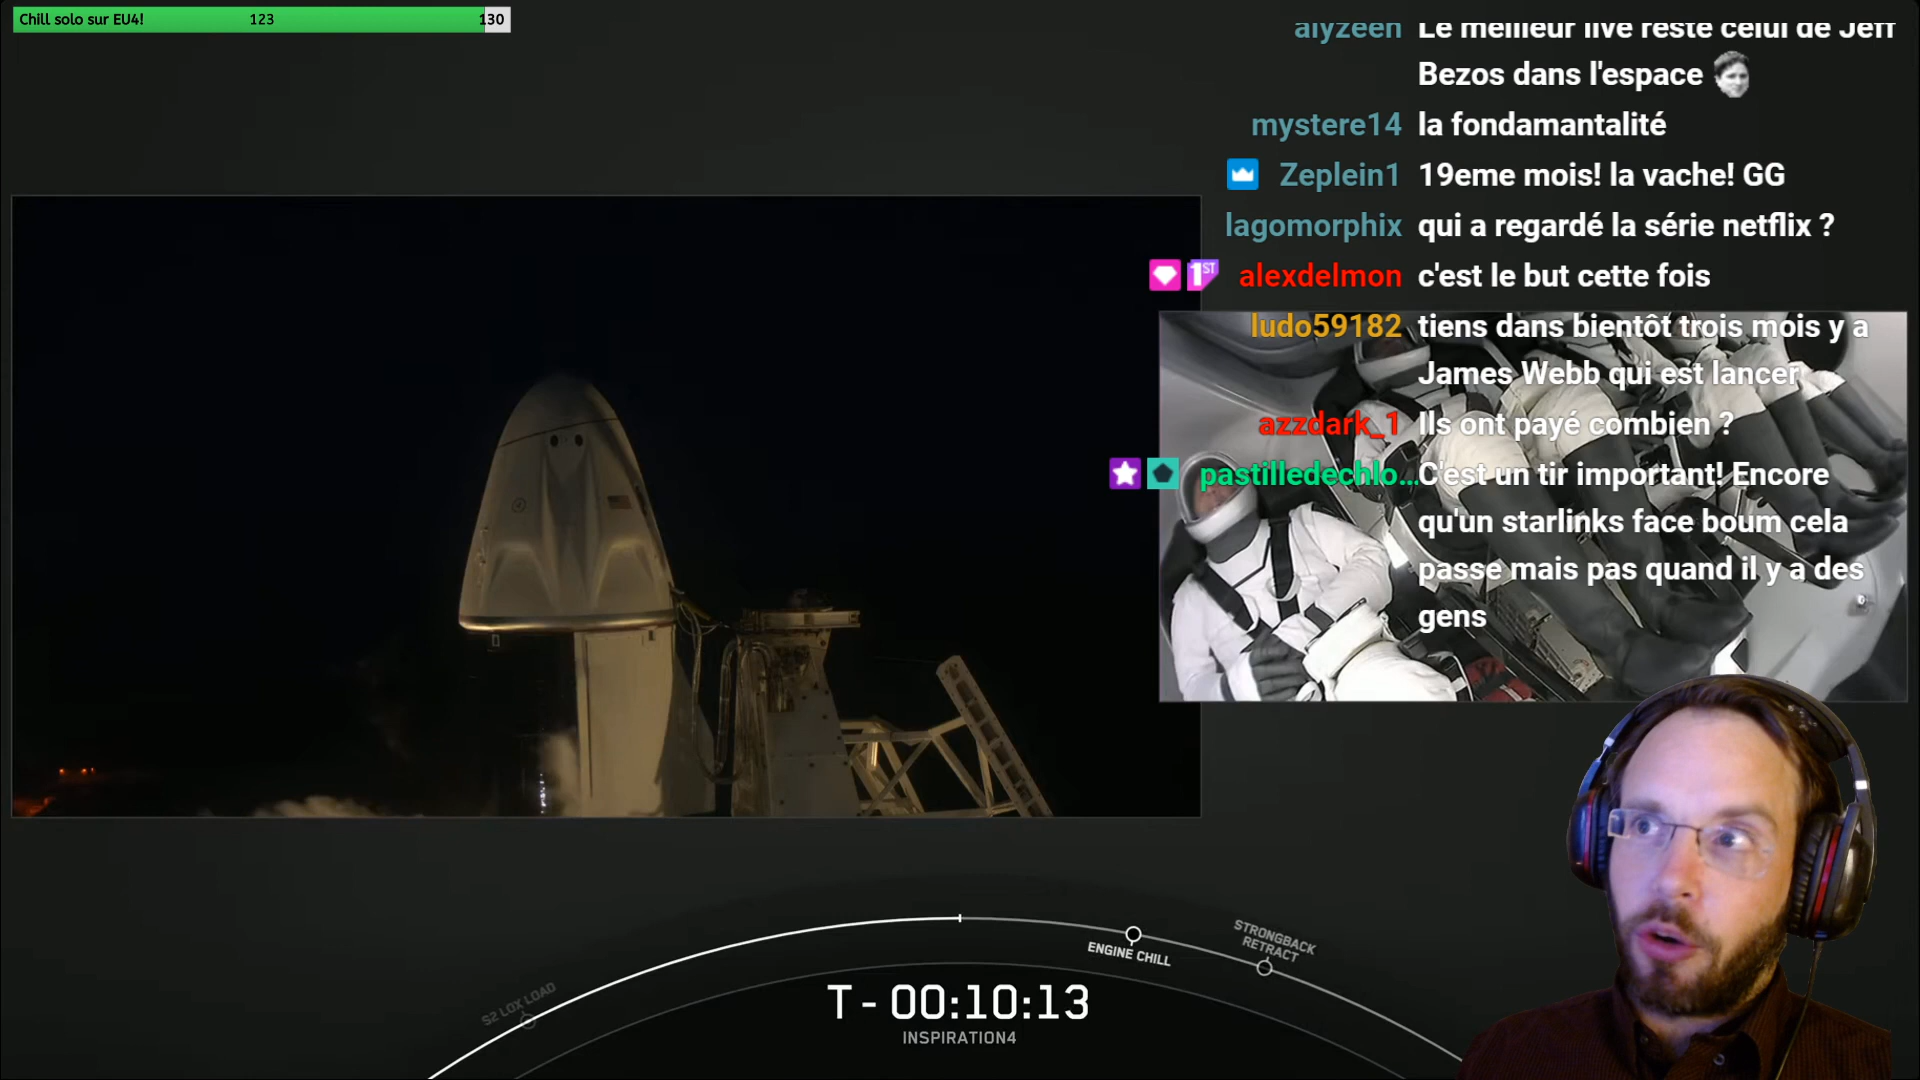 Chill solo sur EU4! 123 130
alyzeen Le meilleur live reste celui de Jeff
Bezos dans l'espace
mystere14 la fondamantalité
Zeplein1 19eme mois! la vache! GG
lagomorphix qui a regardé la série netflix ?
1ST alexdelmon c'est le but cette fois
ludo59182 tiens dans bientôt trois mois y a
James Webb qui est lancer
azzdark_1 Ils ont payé combien ?
pastilledechlo... C'est un tir important! Encore
qu'un starlinks face boum cela
passe mais pas quand il y a des
gens
STRONGBACK
RETRACT
ENGINE CHILL
S2 LOX LOAD
T - 00:10:13
INSPIRATION4